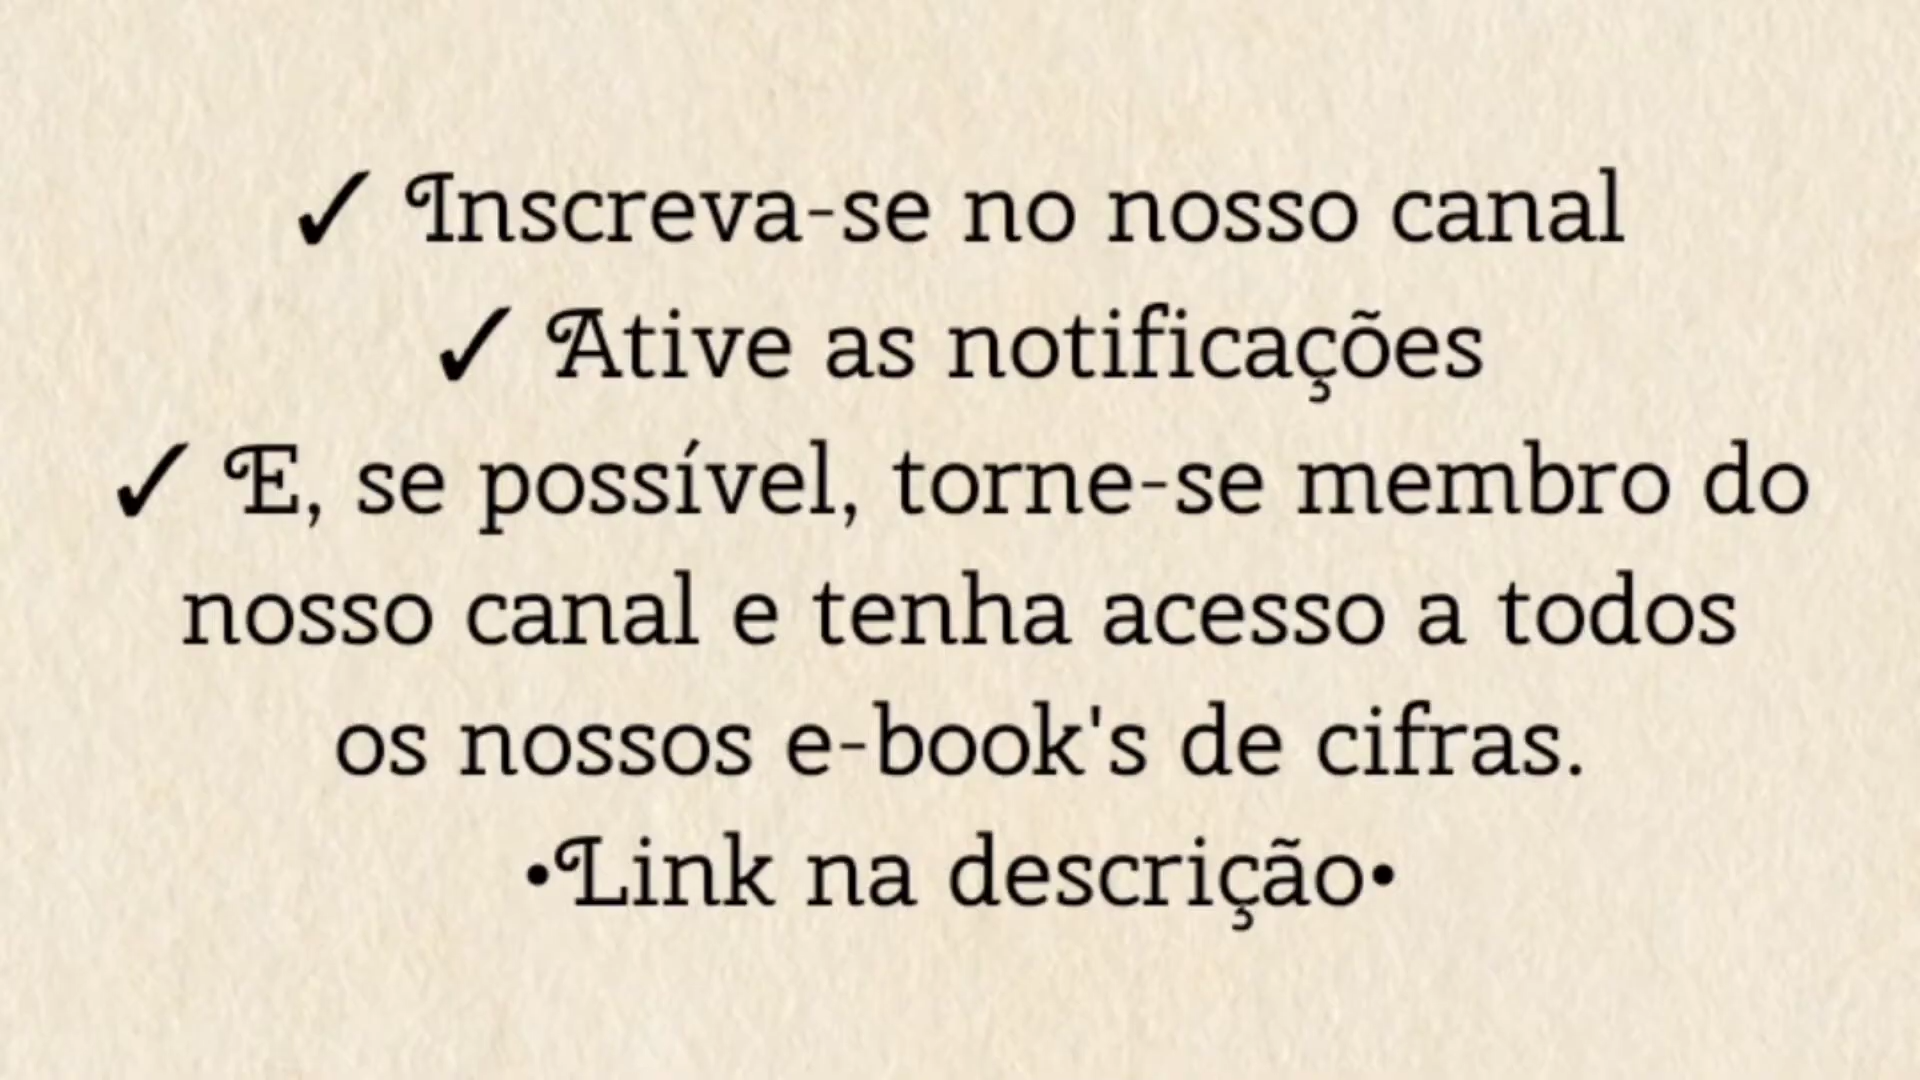 ✓ Inscreva-se no nosso canal
✓ Ative as notificações
✓ E, se possível, torne-se membro do
nosso canal e tenha acesso a todos
os nossos e-book's de cifras.
•Link na descrição•